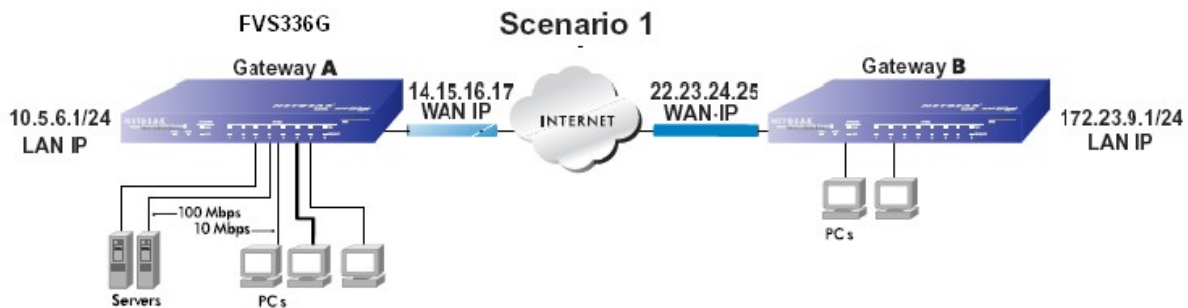 FVS336G
Scenario 1
Gateway A
Gateway B
14.15.16.17
WAN IP
22.23.24.25
WAN-IP
10.5.6.1/24
LAN IP
NETGEAR
INTERNET
NETGEAR
172.23.9.1/24
LAN IP
100 Mbps
10 Mbps
Servers
PCs
PCs